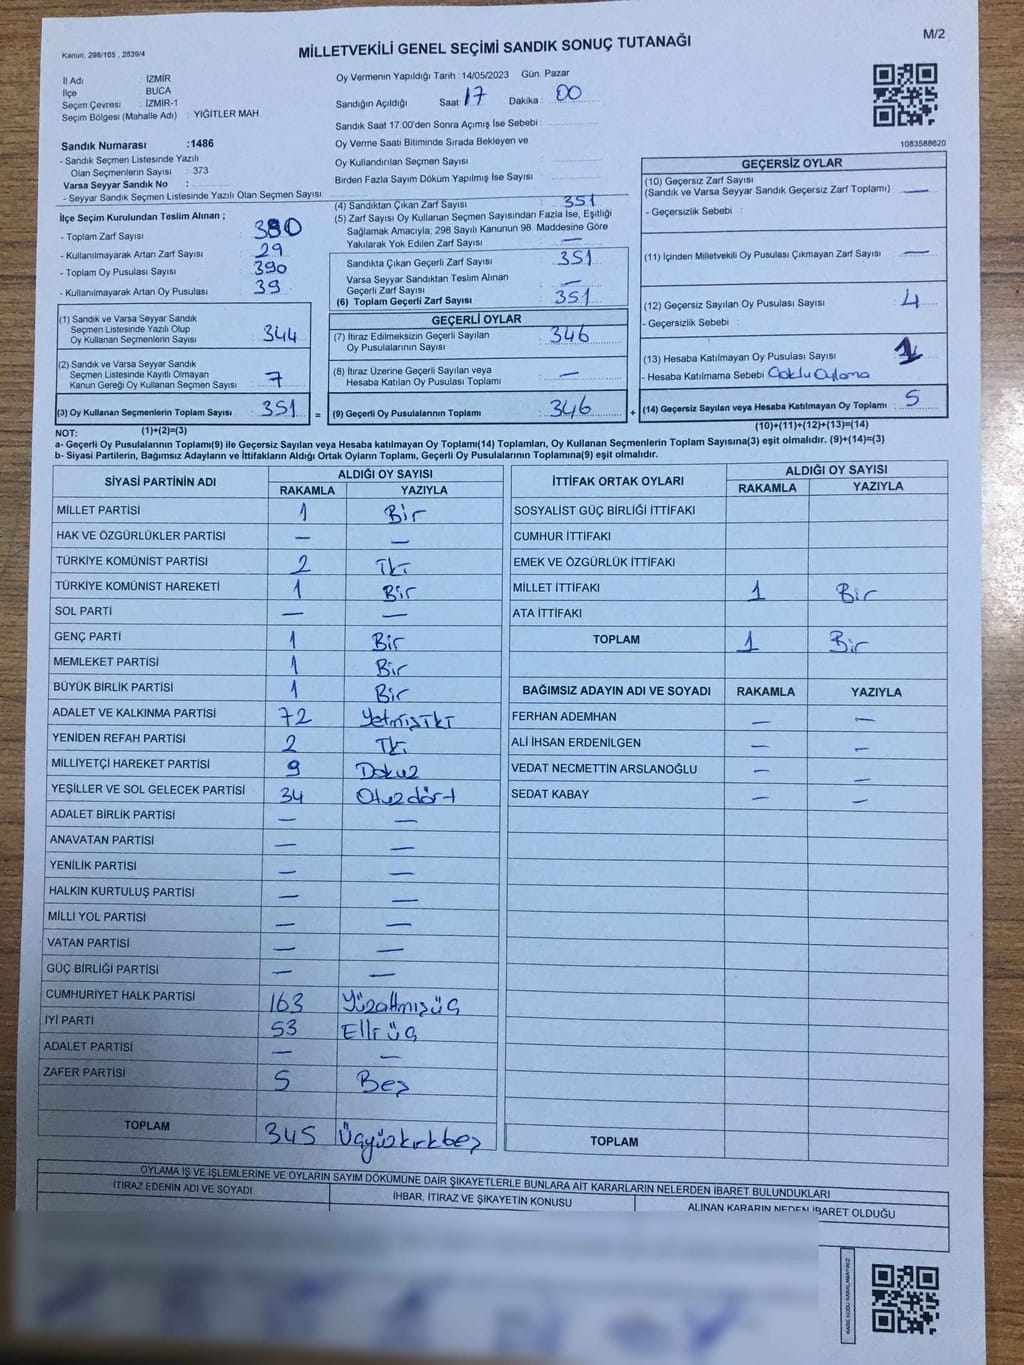 Kanun, 298/105 , 2839/4
MİLLETVEKİLİ GENEL SEÇİMİ SANDIK SONUÇ TUTANAĞI
M/2
İl Adı : İZMİR
İlçe : BUCA
Seçim Çevresi : İZMİR-1
Seçim Bölgesi (Mahalle Adı) : YİĞİTLER MAH.
Oy Vermenin Yapıldığı Tarih : 14/05/2023 Gün. Pazar
Sandığın Açıldığı Saat : 17 Dakika : 00
Sandık Saat 17:00'den Sonra Açımış İse Sebebi :
Oy Verme Saati Bitiminde Sırada Bekleyen ve
Oy Kullandırılan Seçmen Sayısı :
Birden Fazla Sayım Döküm Yapılmış İse Sayısı :
1083588620
Sandık Numarası :1486
- Sandık Seçmen Listesinde Yazılı
Olan Seçmenlerin Sayısı : 373
Varsa Seyyar Sandık No :
- Seyyar Sandık Seçmen Listesinde Yazılı Olan Seçmen Sayısı:
İlçe Seçim Kurulundan Teslim Alınan ;
- Toplam Zarf Sayısı : 380
- Kullanılmayarak Artan Zarf Sayısı : 29
- Toplam Oy Pusulası Sayısı : 390
- Kullanılmayarak Artan Oy Pusulası : 39
(1) Sandık ve Varsa Seyyar Sandık
Seçmen Listesinde Yazılı Olup
Oy Kullanan Seçmenlerin Sayısı : 344
(2) Sandık ve Varsa Seyyar Sandık
Seçmen Listesinde Kayıtlı Olmayan
Kanun Gereği Oy Kullanan Seçmen Sayısı : 7
(3) Oy Kullanan Seçmenlerin Toplam Sayısı : 351 =
(4) Sandıktan Çıkan Zarf Sayısı : 351
(5) Zarf Sayısı Oy Kullanan Seçmen Sayısından Fazla İse, Eşitliği
Sağlamak Amacıyla; 298 Sayılı Kanunun 98. Maddesine Göre
Yakılarak Yok Edilen Zarf Sayısı : —
Sandıkta Çıkan Geçerli Zarf Sayısı : 351
Varsa Seyyar Sandıktan Teslim Alınan
Geçerli Zarf Sayısı : —
(6) Toplam Geçerli Zarf Sayısı : 351
GEÇERLİ OYLAR
(7) İtiraz Edilmeksizin Geçerli Sayılan
Oy Pusulalarının Sayısı : 346
(8) İtiraz Üzerine Geçerli Sayılan veya
Hesaba Katılan Oy Pusulası Toplamı : —
(9) Geçerli Oy Pusulalarının Toplamı : 346 +
GEÇERSİZ OYLAR
(10) Geçersiz Zarf Sayısı :
(Sandık ve Varsa Seyyar Sandık Geçersiz Zarf Toplamı) —
- Geçersizlik Sebebi :
(11) İçinden Milletvekili Oy Pusulası Çıkmayan Zarf Sayısı : —
(12) Geçersiz Sayılan Oy Pusulası Sayısı : 4
- Geçersizlik Sebebi :
(13) Hesaba Katılmayan Oy Pusulası Sayısı : 1
- Hesaba Katılmama Sebebi : Çoklu Oylama
(14) Geçersiz Sayılan veya Hesaba Katılmayan Oy Toplamı : 5
NOT: (1)+(2)=(3) (10)+(11)+(12)+(13)=(14)
a- Geçerli Oy Pusulalarının Toplamı(9) ile Geçersiz Sayılan veya Hesaba katılmayan Oy Toplamı(14) Toplamları, Oy Kullanan Seçmenlerin Toplam Sayısına(3) eşit olmalıdır. (9)+(14)=(3)
b- Siyasi Partilerin, Bağımsız Adayların ve İttifakların Aldığı Ortak Oyların Toplamı, Geçerli Oy Pusulalarının Toplamına(9) eşit olmalıdır.
SİYASİ PARTİNİN ADI ALDIĞI OY SAYISI
RAKAMLA YAZIYLA
MİLLET PARTİSİ 1 Bir
HAK VE ÖZGÜRLÜKLER PARTİSİ — —
TÜRKİYE KOMÜNİST PARTİSİ 2 İki
TÜRKİYE KOMÜNİST HAREKETİ 1 Bir
SOL PARTİ — —
GENÇ PARTİ 1 Bir
MEMLEKET PARTİSİ 1 Bir
BÜYÜK BİRLİK PARTİSİ 1 Bir
ADALET VE KALKINMA PARTİSİ 72 Yetmiş iki
YENİDEN REFAH PARTİSİ 2 İki
MİLLİYETÇİ HAREKET PARTİSİ 9 Dokuz
YEŞİLLER VE SOL GELECEK PARTİSİ 34 Otuzdört
ADALET BİRLİK PARTİSİ — —
ANAVATAN PARTİSİ — —
YENİLİK PARTİSİ — —
HALKIN KURTULUŞ PARTİSİ — —
MİLLİ YOL PARTİSİ — —
VATAN PARTİSİ — —
GÜÇ BİRLİĞİ PARTİSİ — —
CUMHURİYET HALK PARTİSİ 163 Yüzaltmışüç
İYİ PARTİ 53 Elli üç
ADALET PARTİSİ — —
ZAFER PARTİSİ 5 Beş
TOPLAM 345 Üçyüzkırkbeş
İTTİFAK ORTAK OYLARI ALDIĞI OY SAYISI
RAKAMLA YAZIYLA
SOSYALİST GÜÇ BİRLİĞİ İTTİFAKI
CUMHUR İTTİFAKI
EMEK VE ÖZGÜRLÜK İTTİFAKI
MİLLET İTTİFAKI 1 Bir
ATA İTTİFAKI
TOPLAM 1 Bir
BAĞIMSIZ ADAYIN ADI VE SOYADI RAKAMLA YAZIYLA
FERHAN ADEMHAN — —
ALİ İHSAN ERDENİLGEN — —
VEDAT NECMETTİN ARSLANOĞLU — —
SEDAT KABAY — —
TOPLAM
OYLAMA İŞ VE İŞLEMLERİNE VE OYLARIN SAYIM DÖKÜMÜNE DAİR ŞİKAYETLERLE BUNLARA AİT KARARLARIN NELERDEN İBARET BULUNDUKLARI
İTİRAZ EDENİN ADI VE SOYADI İHBAR, İTİRAZ VE ŞİKAYETİN KONUSU ALINAN KARARIN NEDEN İBARET OLDUĞU
KARE KODU KARALAMAYINIZ!